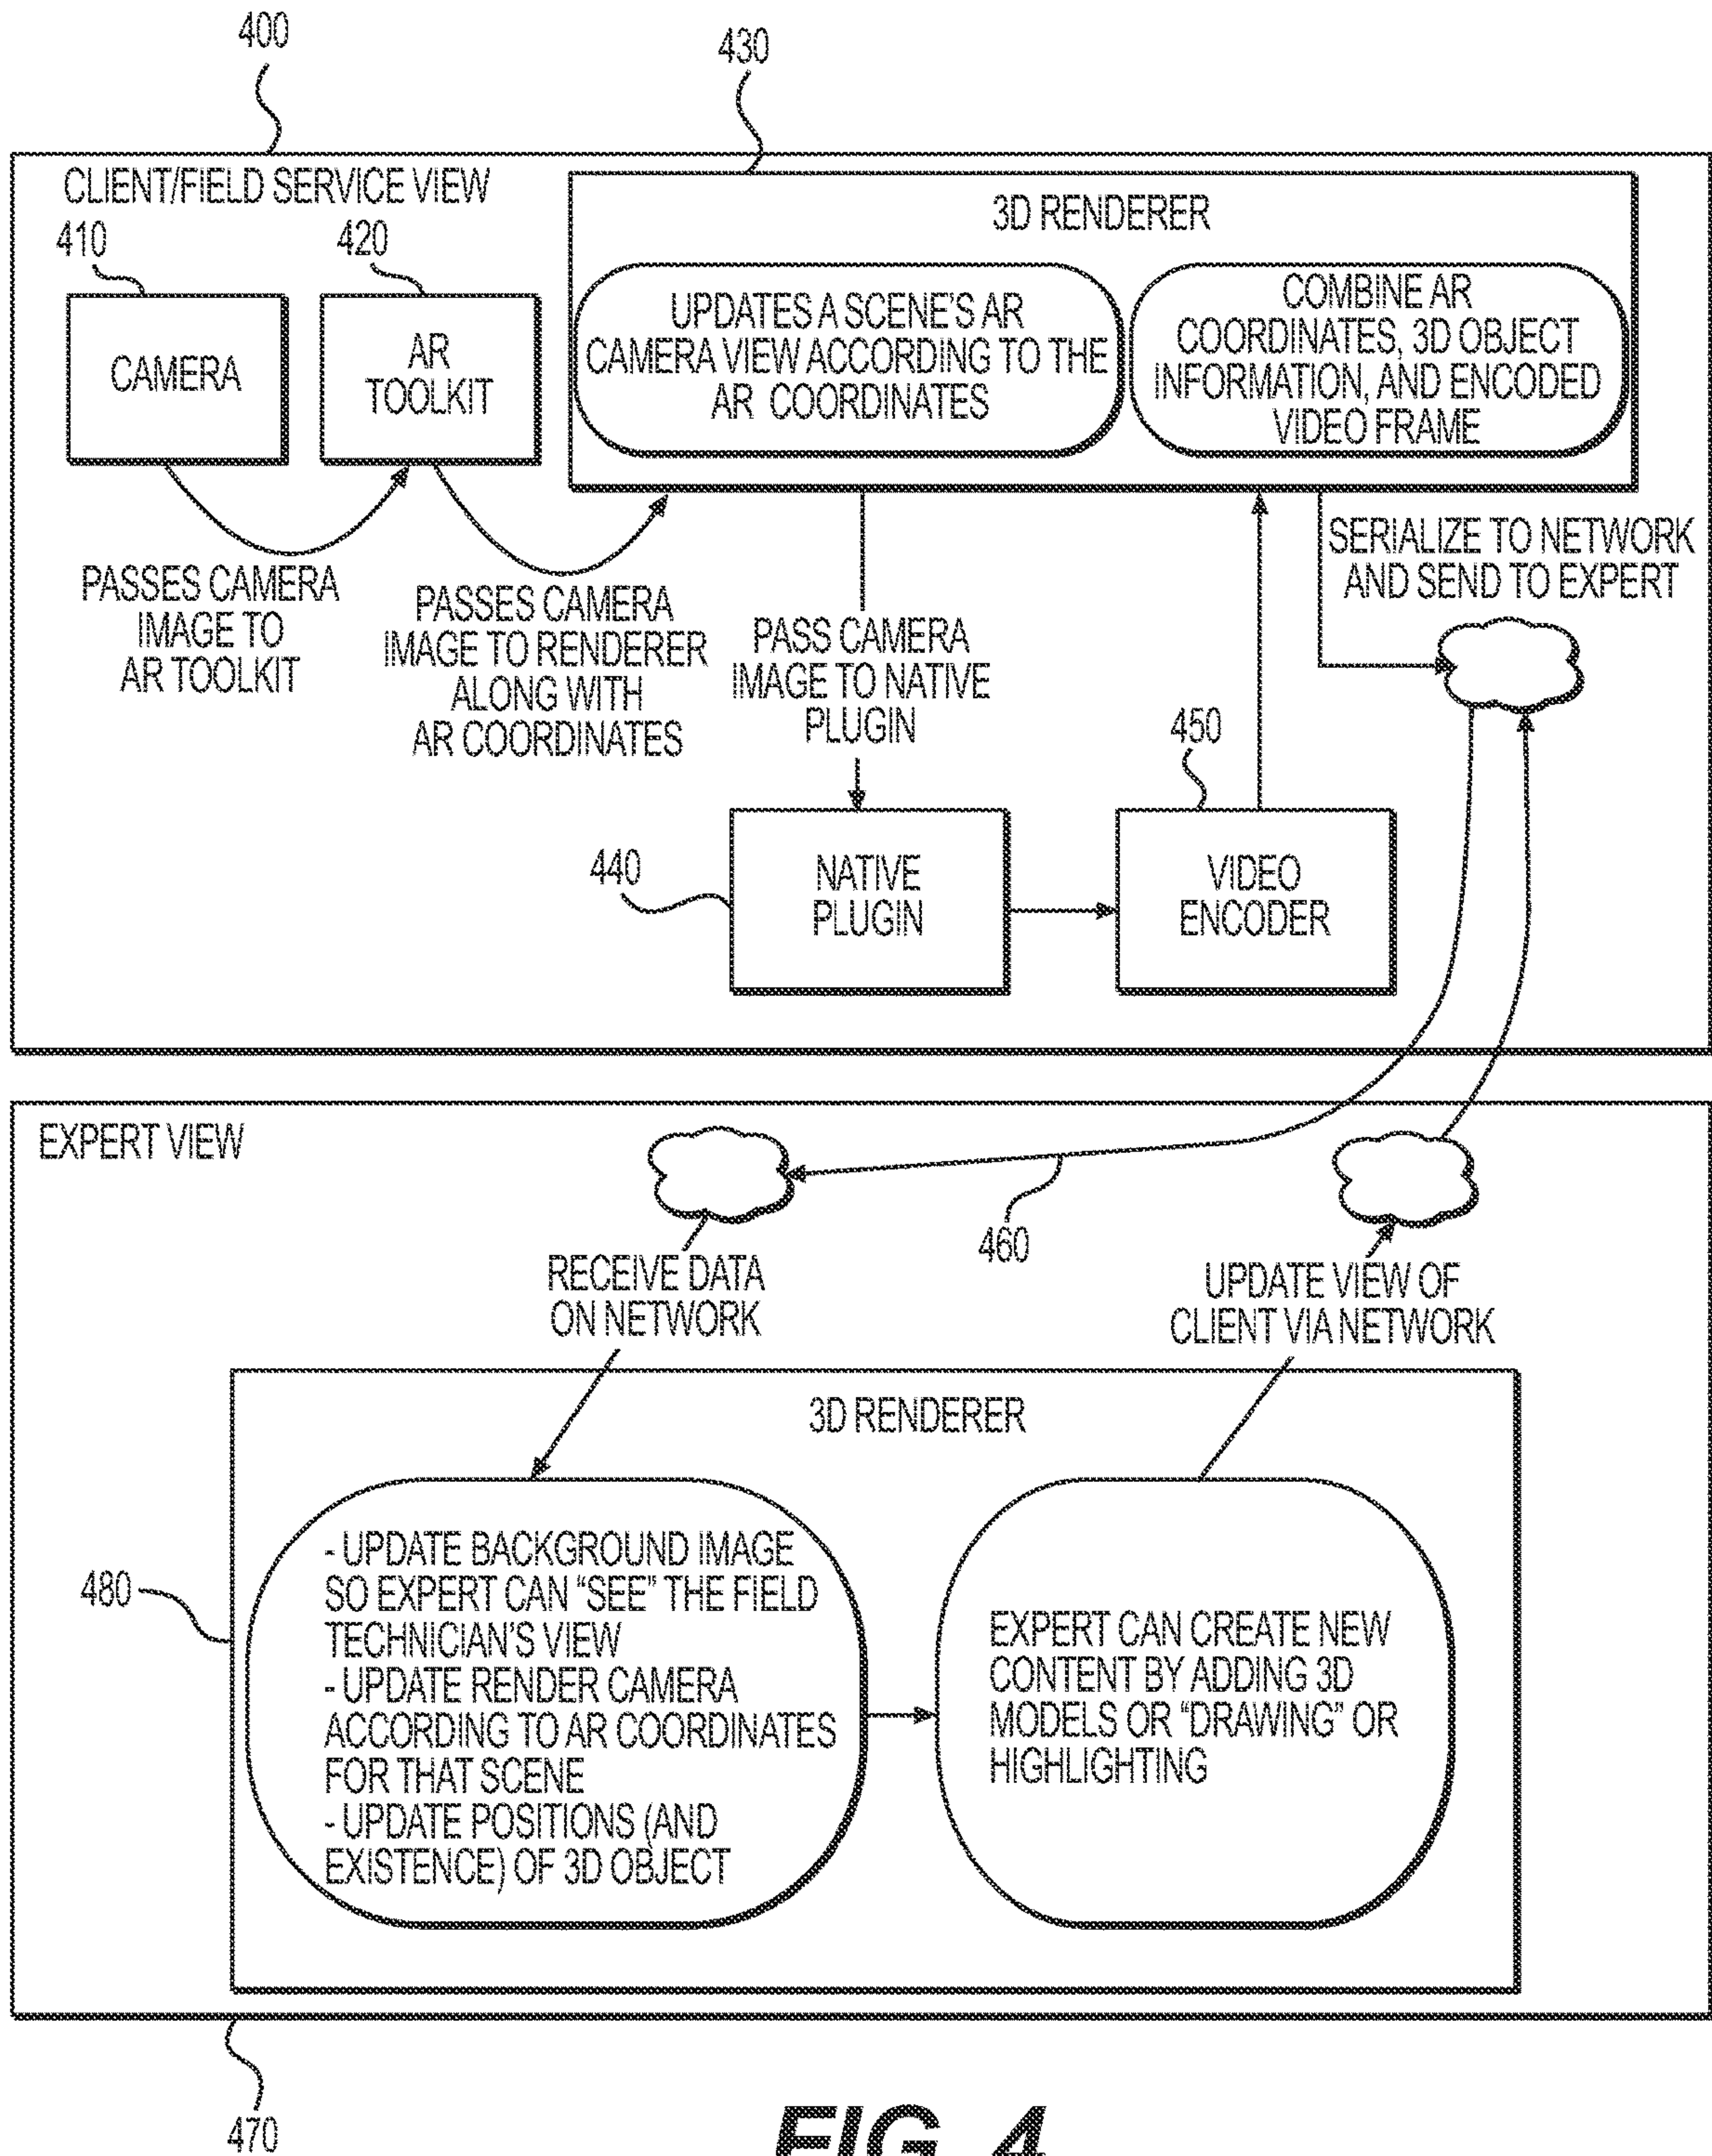 400
430
CLIENT/FIELD SERVICE VIEW
410
420
3D RENDERER
CAMERA
AR
TOOLKIT
UPDATES A SCENE'S AR
CAMERA VIEW ACCORDING TO THE
AR COORDINATES
COMBINE AR
COORDINATES, 3D OBJECT
INFORMATION, AND ENCODED
VIDEO FRAME
PASSES CAMERA
IMAGE TO
AR TOOLKIT
PASSES CAMERA
IMAGE TO RENDERER
ALONG WITH
AR COORDINATES
PASS CAMERA
IMAGE TO NATIVE
PLUGIN
SERIALIZE TO NETWORK
AND SEND TO EXPERT
450
440
NATIVE
PLUGIN
VIDEO
ENCODER
EXPERT VIEW
460
RECEIVE DATA
ON NETWORK
UPDATE VIEW OF
CLIENT VIA NETWORK
3D RENDERER
480
- UPDATE BACKGROUND IMAGE
SO EXPERT CAN “SEE” THE FIELD
TECHNICIAN'S VIEW
- UPDATE RENDER CAMERA
ACCORDING TO AR COORDINATES
FOR THAT SCENE
- UPDATE POSITIONS (AND
EXISTENCE) OF 3D OBJECT
EXPERT CAN CREATE NEW
CONTENT BY ADDING 3D
MODELS OR “DRAWING” OR
HIGHLIGHTING
470
FIG. 4